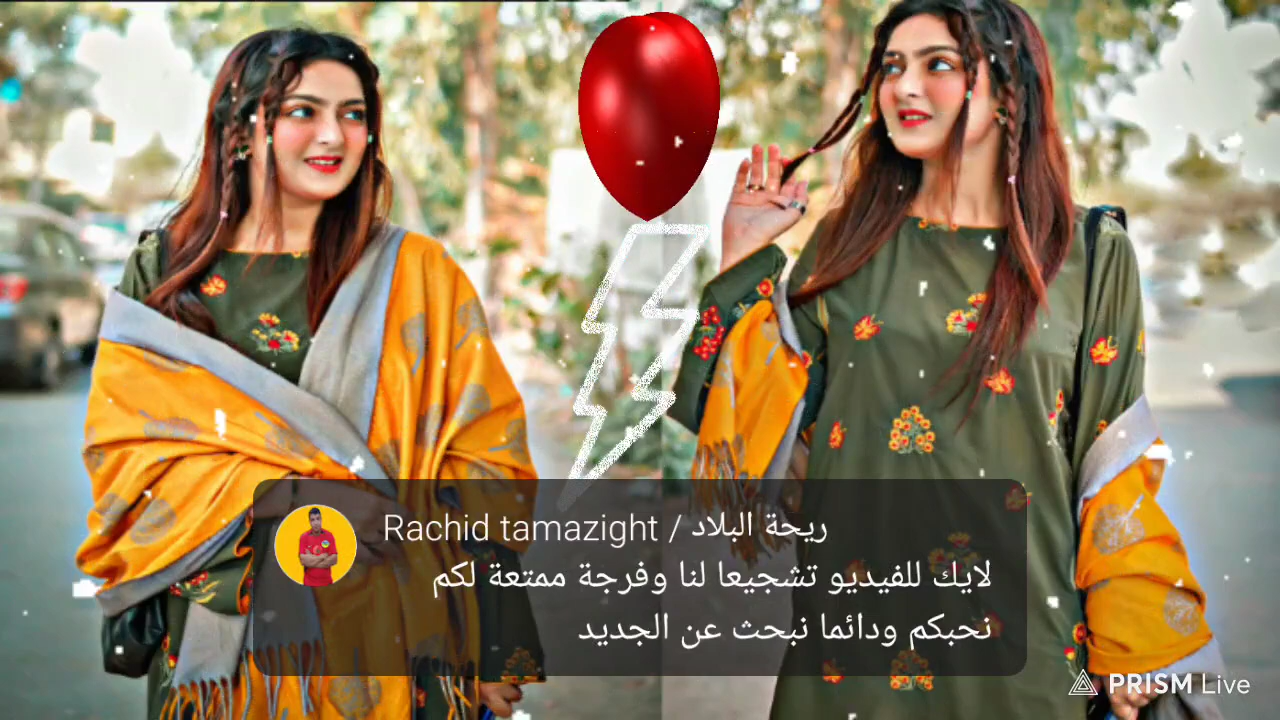 Rachid tamazight / ريحة البلاد
لايك للفيديو تشجيعا لنا وفرجة ممتعة لكم
نحبكم ودائما نبحث عن الجديد
PRISM Live